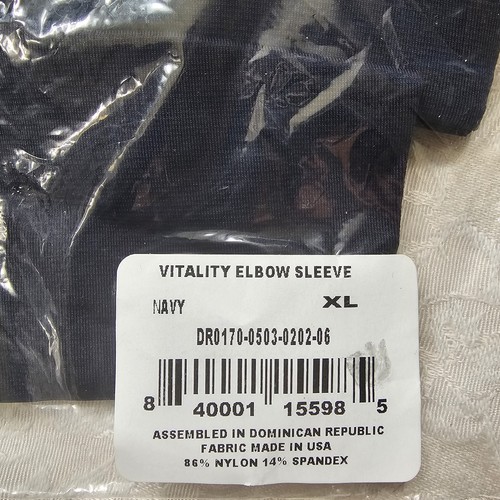 VITALITY ELBOW SLEEVE
NAVY XL
DR0170-0503-0202-06
8 40001 15598 5
ASSEMBLED IN DOMINICAN REPUBLIC
FABRIC MADE IN USA
86% NYLON 14% SPANDEX